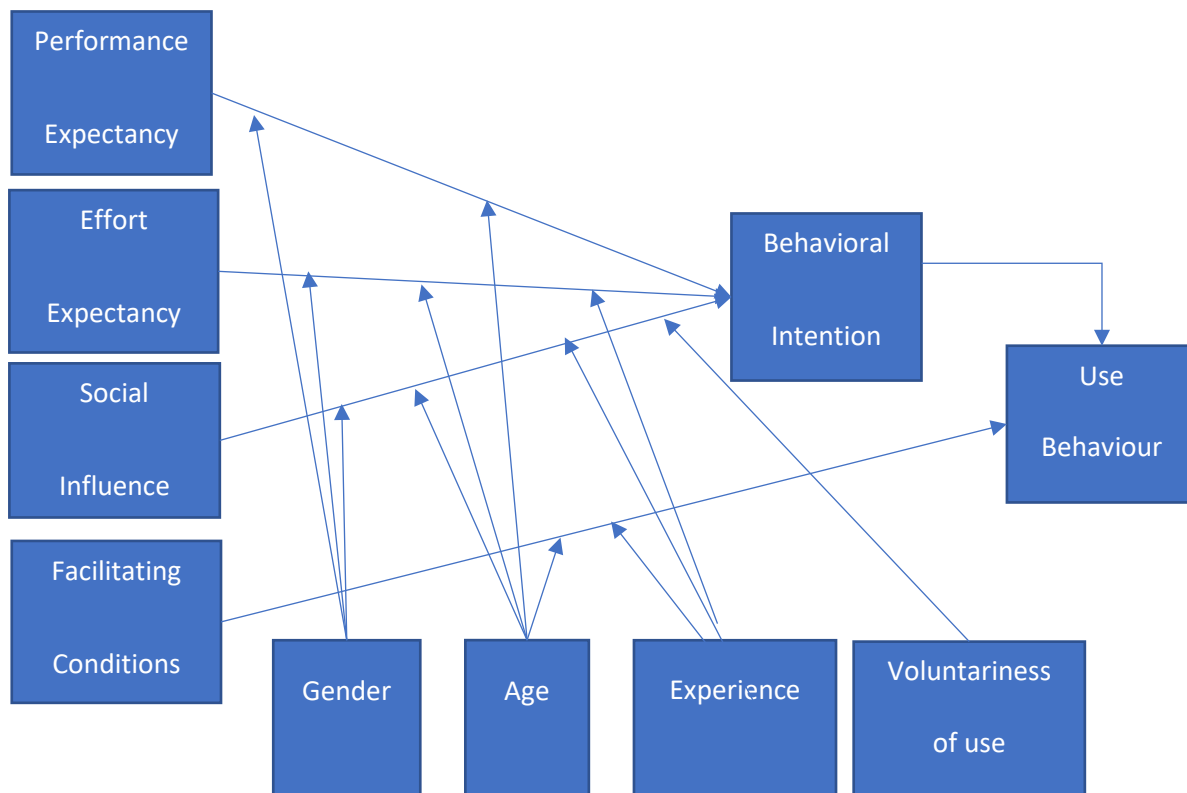 Performance
Expectancy
Effort
Expectancy
Social
Influence
Facilitating
Conditions
Behavioral
Intention
Use
Behaviour
Gender
Age
Experience
Voluntariness
of use